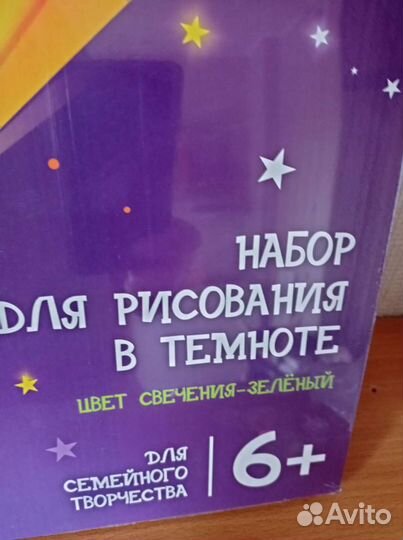 НАБОР
ДЛЯ РИСОВАНИЯ
В ТЕМНОТЕ
ЦВЕТ СВЕЧЕНИЯ-ЗЕЛЁНЫЙ
ДЛЯ
СЕМЕЙНОГО
ТВОРЧЕСТВА
6+
Avito